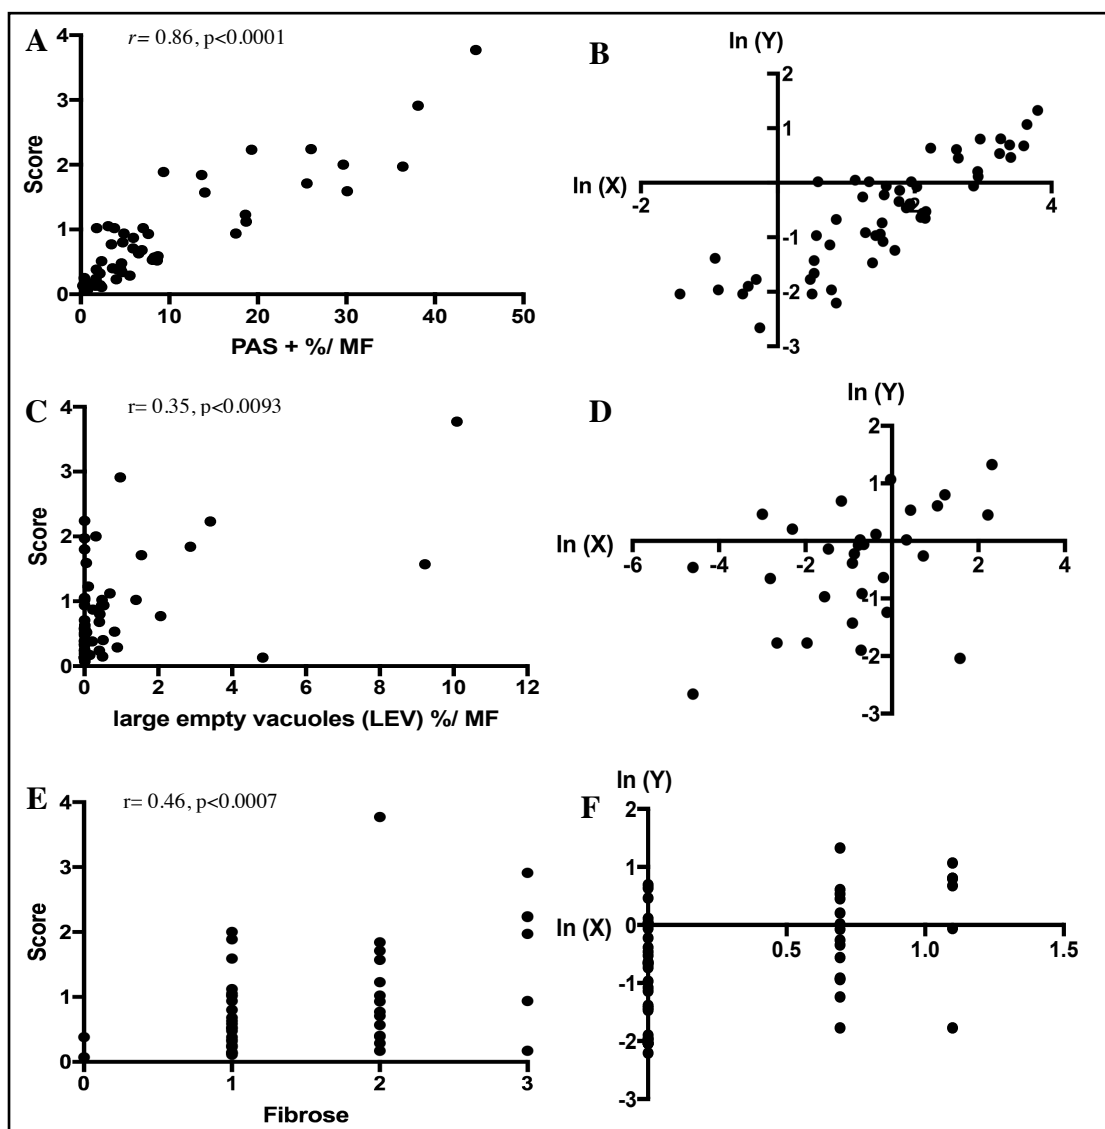 A
r= 0.86, p<0.0001
4
3
2
1
0
Score
0 10 20 30 40 50
PAS + %/ MF
B
ln (Y)
2
1
ln (X)
-2 2 4
-1
-2
-3
C
r= 0.35, p<0.0093
4
3
2
1
0
Score
0 2 4 6 8 10 12
large empty vacuoles (LEV) %/ MF
D
ln (Y)
2
1
ln (X)
-6 -4 -2 2 4
-1
-2
-3
E
r= 0.46, p<0.0007
4
3
2
1
0
Score
0 1 2 3
Fibrose
F
ln (Y)
2
1
0
ln (X)
0.5 1.0 1.5
-1
-2
-3